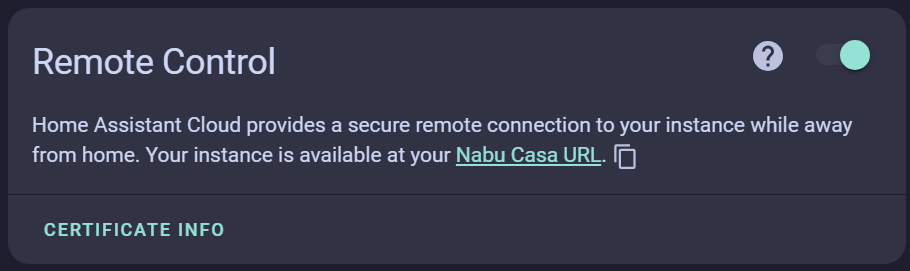 Remote Control
Home Assistant Cloud provides a secure remote connection to your instance while away
from home. Your instance is available at your Nabu Casa URL.
CERTIFICATE INFO